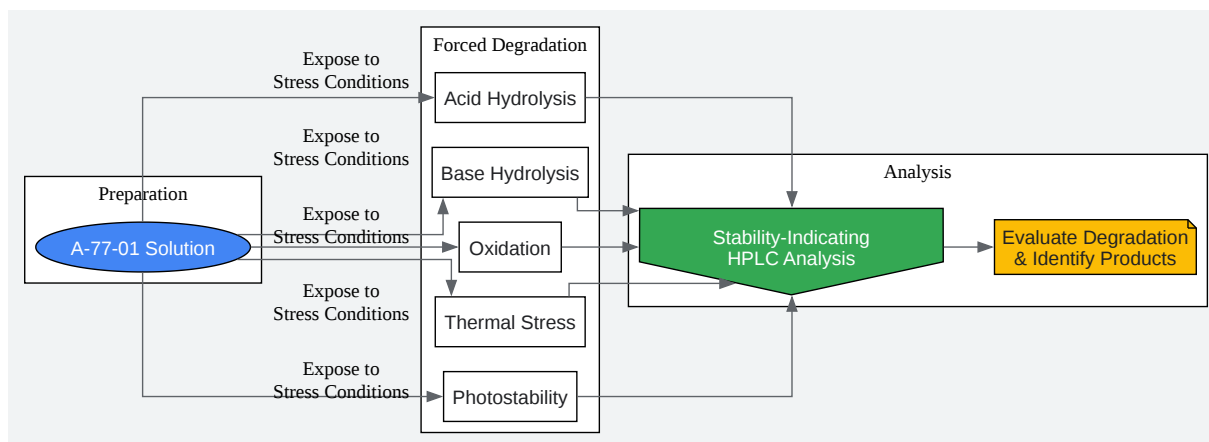 Preparation
A-77-01 Solution
Expose to
Stress Conditions
Expose to
Stress Conditions
Expose to
Stress Conditions
Expose to
Stress Conditions
Expose to
Stress Conditions
Forced Degradation
Acid Hydrolysis
Base Hydrolysis
Oxidation
Thermal Stress
Photostability
Analysis
Stability-Indicating
HPLC Analysis
Evaluate Degradation
& Identify Products